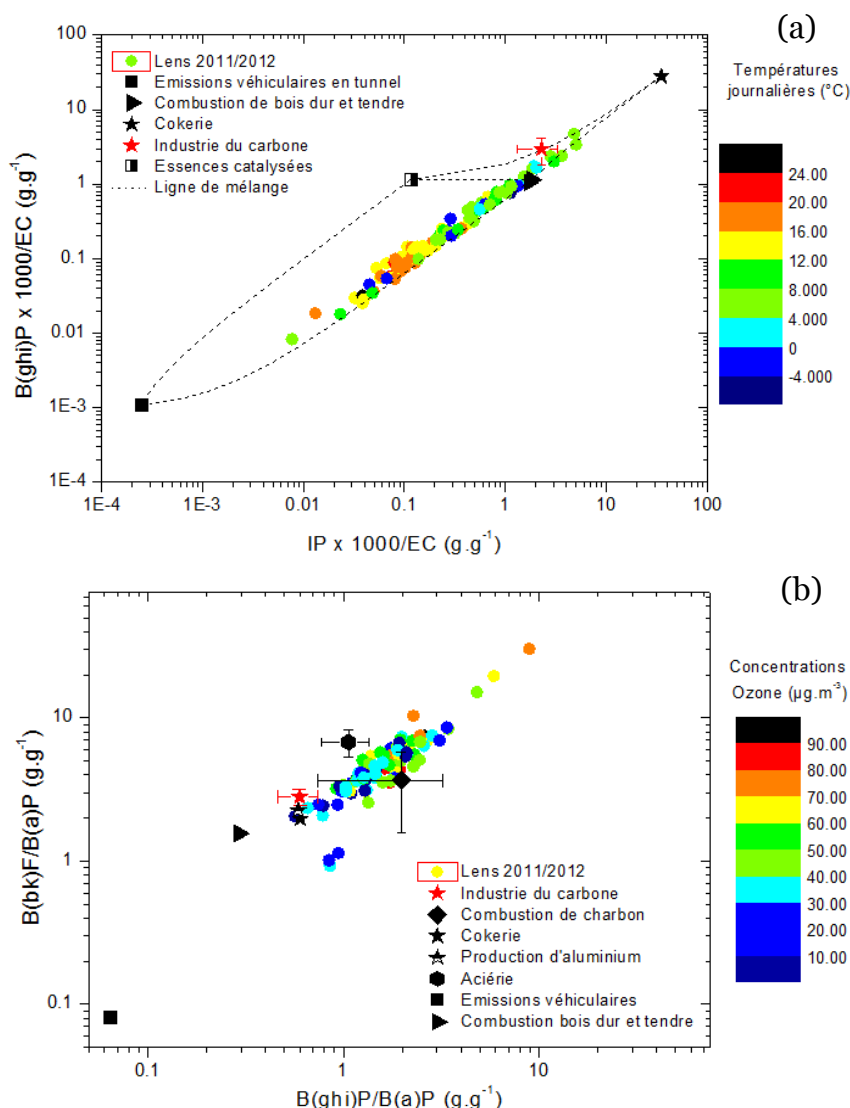 (a)
100
10
1
0.1
0.01
1E-3
1E-4
B(ghi)P x 1000/EC (g.g-1)
Lens 2011/2012
Emissions véhiculaires en tunnel
Combustion de bois dur et tendre
Cokerie
Industrie du carbone
Essences catalysées
Ligne de mélange
1E-4 1E-3 0.01 0.1 1 10 100
IP x 1000/EC (g.g-1)
Températures
journalières (°C)
24.00
20.00
16.00
12.00
8.000
4.000
0
-4.000
(b)
10
1
0.1
B(bk)F/B(a)P (g.g-1)
Lens 2011/2012
Industrie du carbone
Combustion de charbon
Cokerie
Production d'aluminium
Aciérie
Emissions véhiculaires
Combustion bois dur et tendre
0.1 1 10
B(ghi)P/B(a)P (g.g-1)
Concentrations
Ozone (µg.m-3)
90.00
80.00
70.00
60.00
50.00
40.00
30.00
20.00
10.00